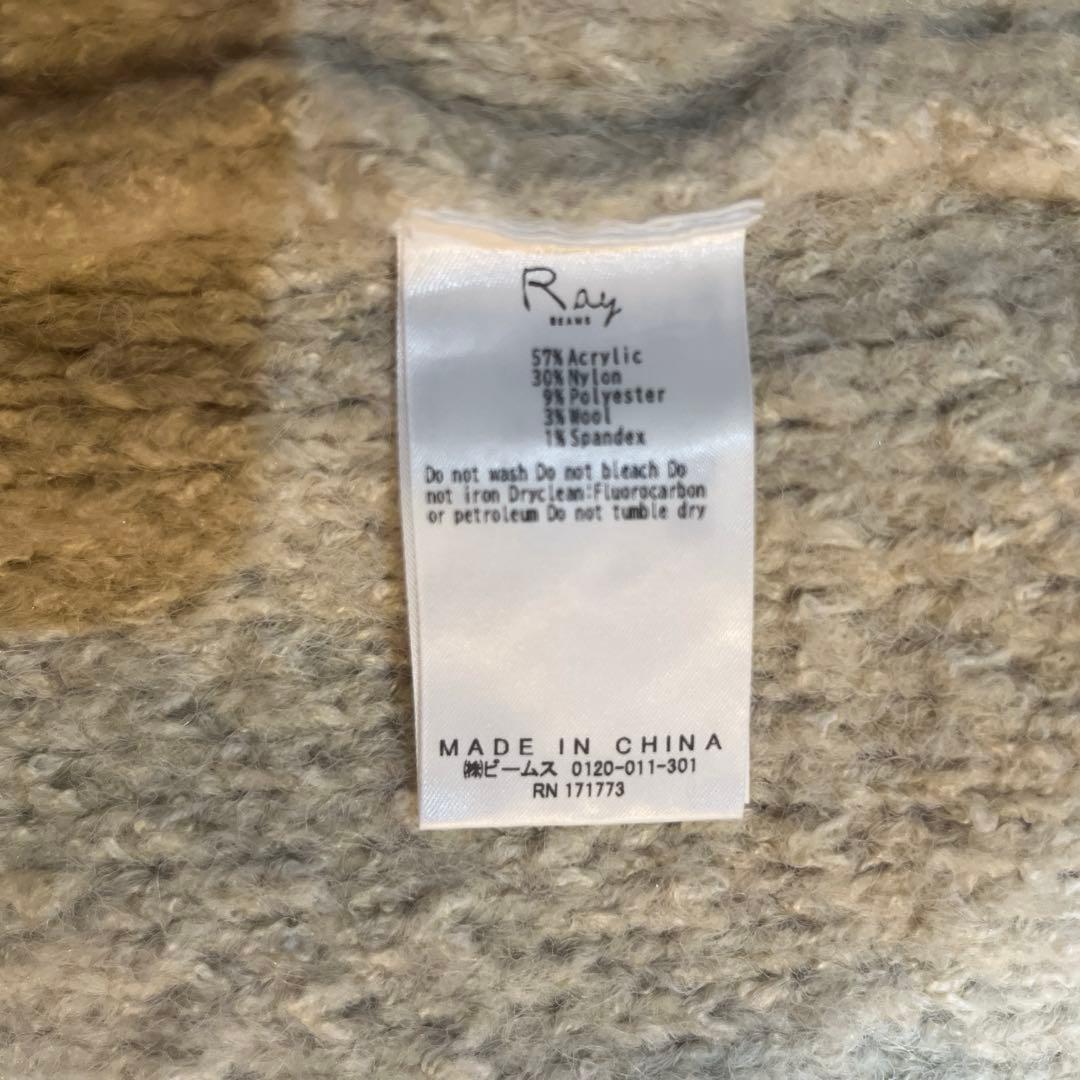 Ray
BEAMS
57% Acrylic
30% Nylon
9% Polyester
3% Wool
1% Spandex
Do not wash Do not bleach Do
not iron Dryclean:Fluorocarbon
or petroleum Do not tumble dry
MADE IN CHINA
㈱ビームス 0120-011-301
RN 171773